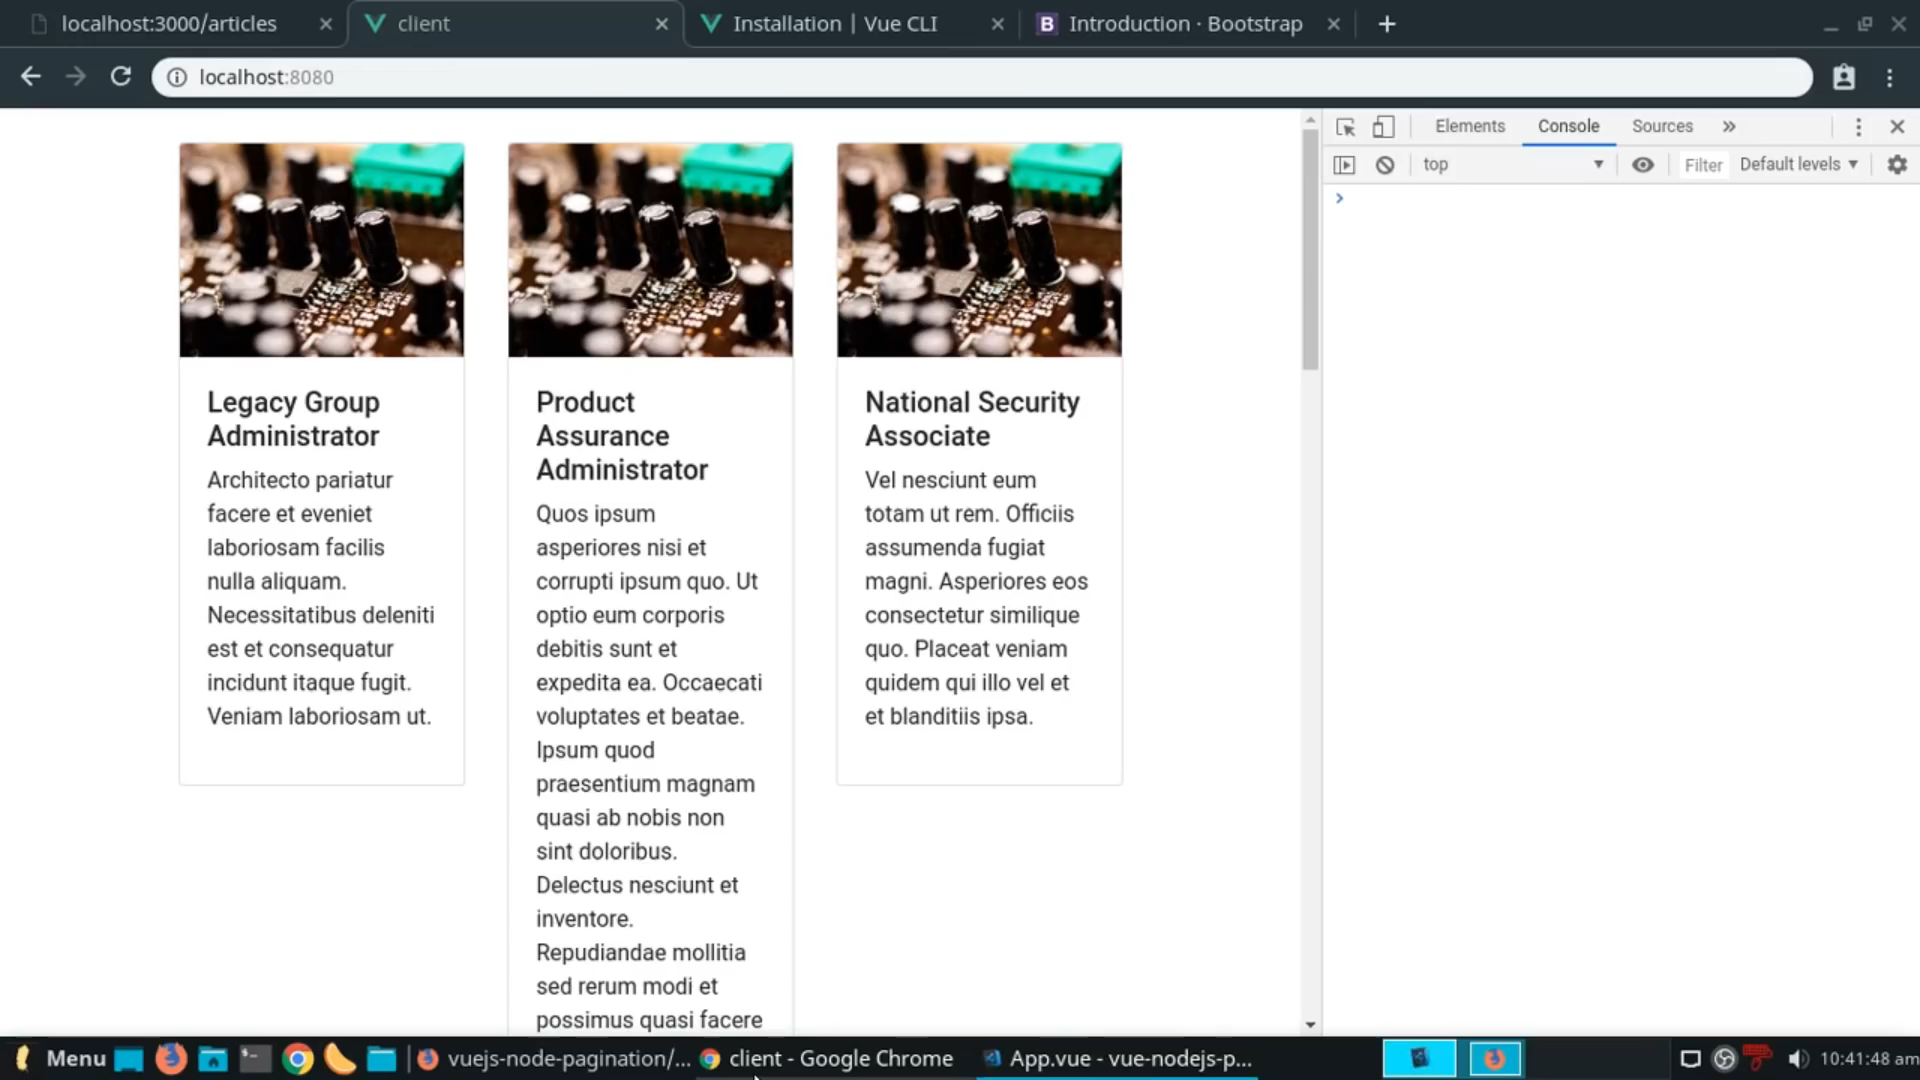 localhost:3000/articles
client
Installation | Vue CLI
B Introduction · Bootstrap
localhost:8080
Elements Console Sources
top Filter Default levels
Legacy Group
Administrator
Architecto pariatur
facere et eveniet
laboriosam facilis
nulla aliquam.
Necessitatibus deleniti
est et consequatur
incidunt itaque fugit.
Veniam laboriosam ut.
Product
Assurance
Administrator
Quos ipsum
asperiores nisi et
corrupti ipsum quo. Ut
optio eum corporis
debitis sunt et
expedita ea. Occaecati
voluptates et beatae.
Ipsum quod
praesentium magnam
quasi ab nobis non
sint doloribus.
Delectus nesciunt et
inventore.
Repudiandae mollitia
sed rerum modi et
possimus quasi facere
National Security
Associate
Vel nesciunt eum
totam ut rem. Officiis
assumenda fugiat
magni. Asperiores eos
consectetur similique
quo. Placeat veniam
quidem qui illo vel et
et blanditiis ipsa.
Menu
vuejs-node-pagination/...
client - Google Chrome
App.vue - vue-nodejs-p...
10:41:48 am